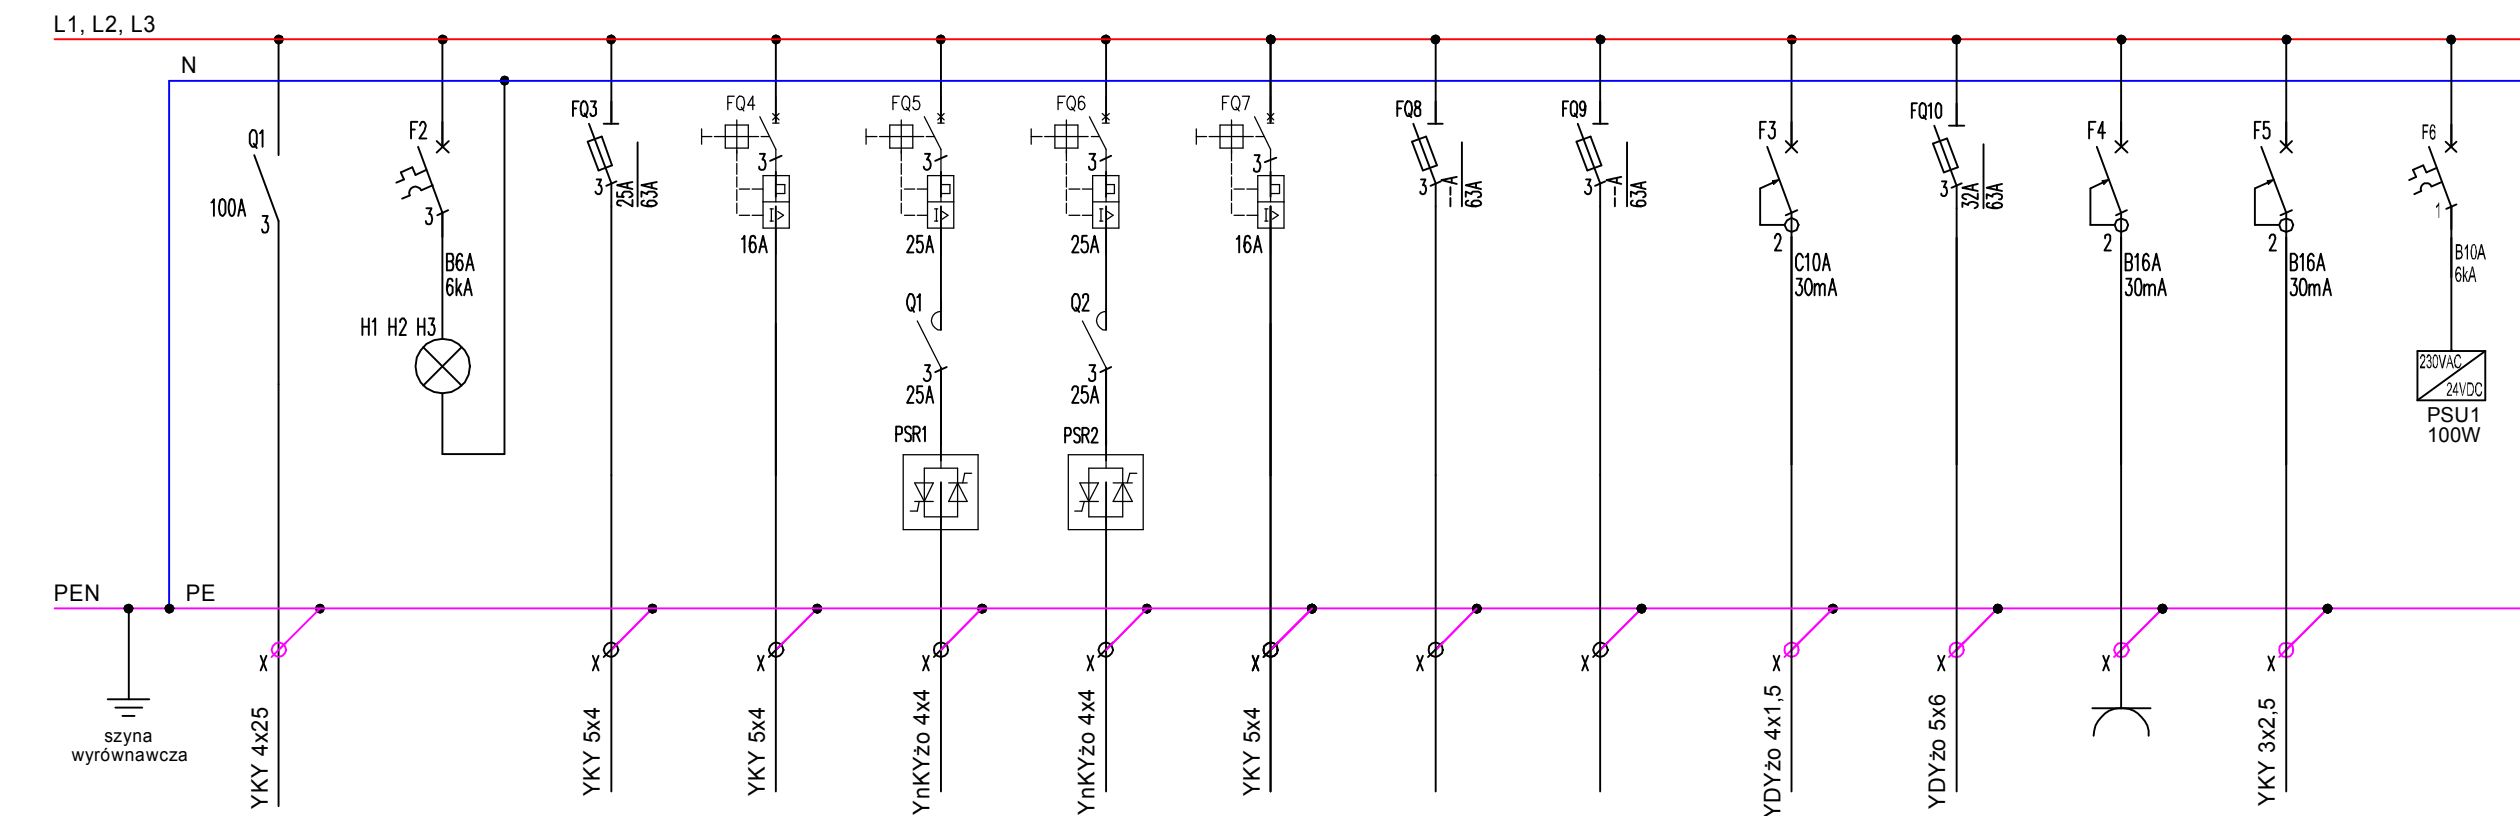 L1, L2, L3
N
Q1
100A
3
F2
3
B6A
6kA
H1 H2 H3
FQ3
3
25A
63A
FQ4
3
I>
16A
FQ5
3
I>
25A
Q1
3
25A
PSR1
FQ6
3
I>
25A
Q2
3
25A
PSR2
FQ7
3
I>
16A
FQ8
3
---A
63A
FQ9
3
---A
63A
F3
2
C10A
30mA
FQ10
3
32A
63A
F4
2
B16A
30mA
F5
2
B16A
30mA
F6
1
B10A
6kA
230VAC
24VDC
PSU1
100W
PEN
PE
szyna
wyrównawcza
X
X
X
X
X
X
X
X
X
X
X
X
YKY 4x25
YKY 5x4
YKY 5x4
YnKYżo 4x4
YnKYżo 4x4
YKY 5x4
YDYżo 4x1,5
YDYżo 5x6
YKY 3x2,5